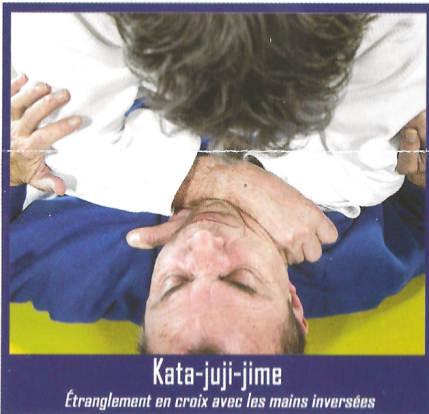 Kata-juji-jime
Étranglement en croix avec les mains inversées